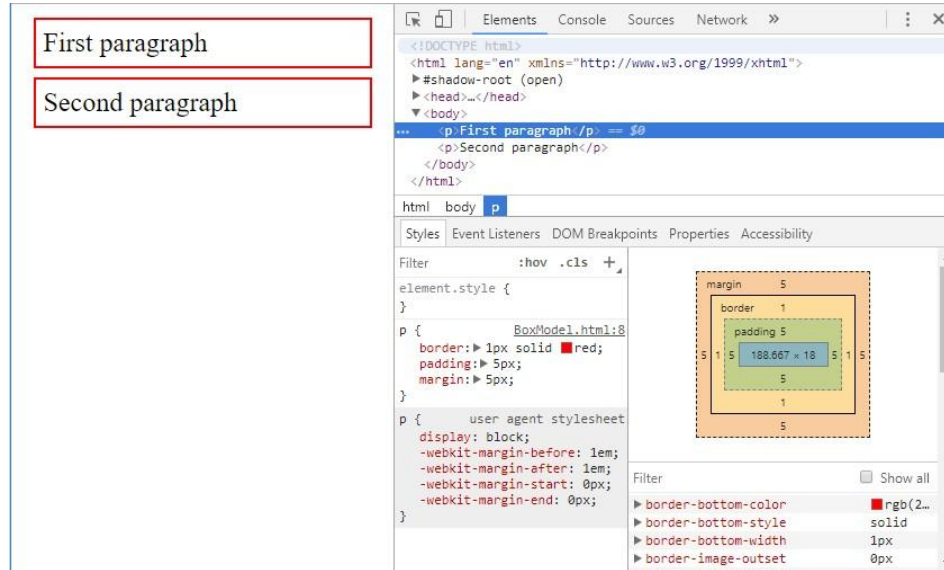 First paragraph
Second paragraph
Elements Console Sources Network »
<!DOCTYPE html>
<html lang="en" xmlns="http://www.w3.org/1999/xhtml">
▶#shadow-root (open)
▶<head>…</head>
▼<body>
… <p>First paragraph</p> == $0
<p>Second paragraph</p>
</body>
</html>
html body p
Styles Event Listeners DOM Breakpoints Properties Accessibility
Filter :hov .cls +
element.style {
}
p { BoxModel.html:8
border:▶ 1px solid red;
padding:▶ 5px;
margin:▶ 5px;
}
p { user agent stylesheet
display: block;
-webkit-margin-before: 1em;
-webkit-margin-after: 1em;
-webkit-margin-start: 0px;
-webkit-margin-end: 0px;
}
margin 5
border 1
padding 5
5 1 5 188.667 × 18 5 1 5
5
1
5
Filter Show all
▶ border-bottom-color rgb(2…
▶ border-bottom-style solid
▶ border-bottom-width 1px
▶ border-image-outset 0px